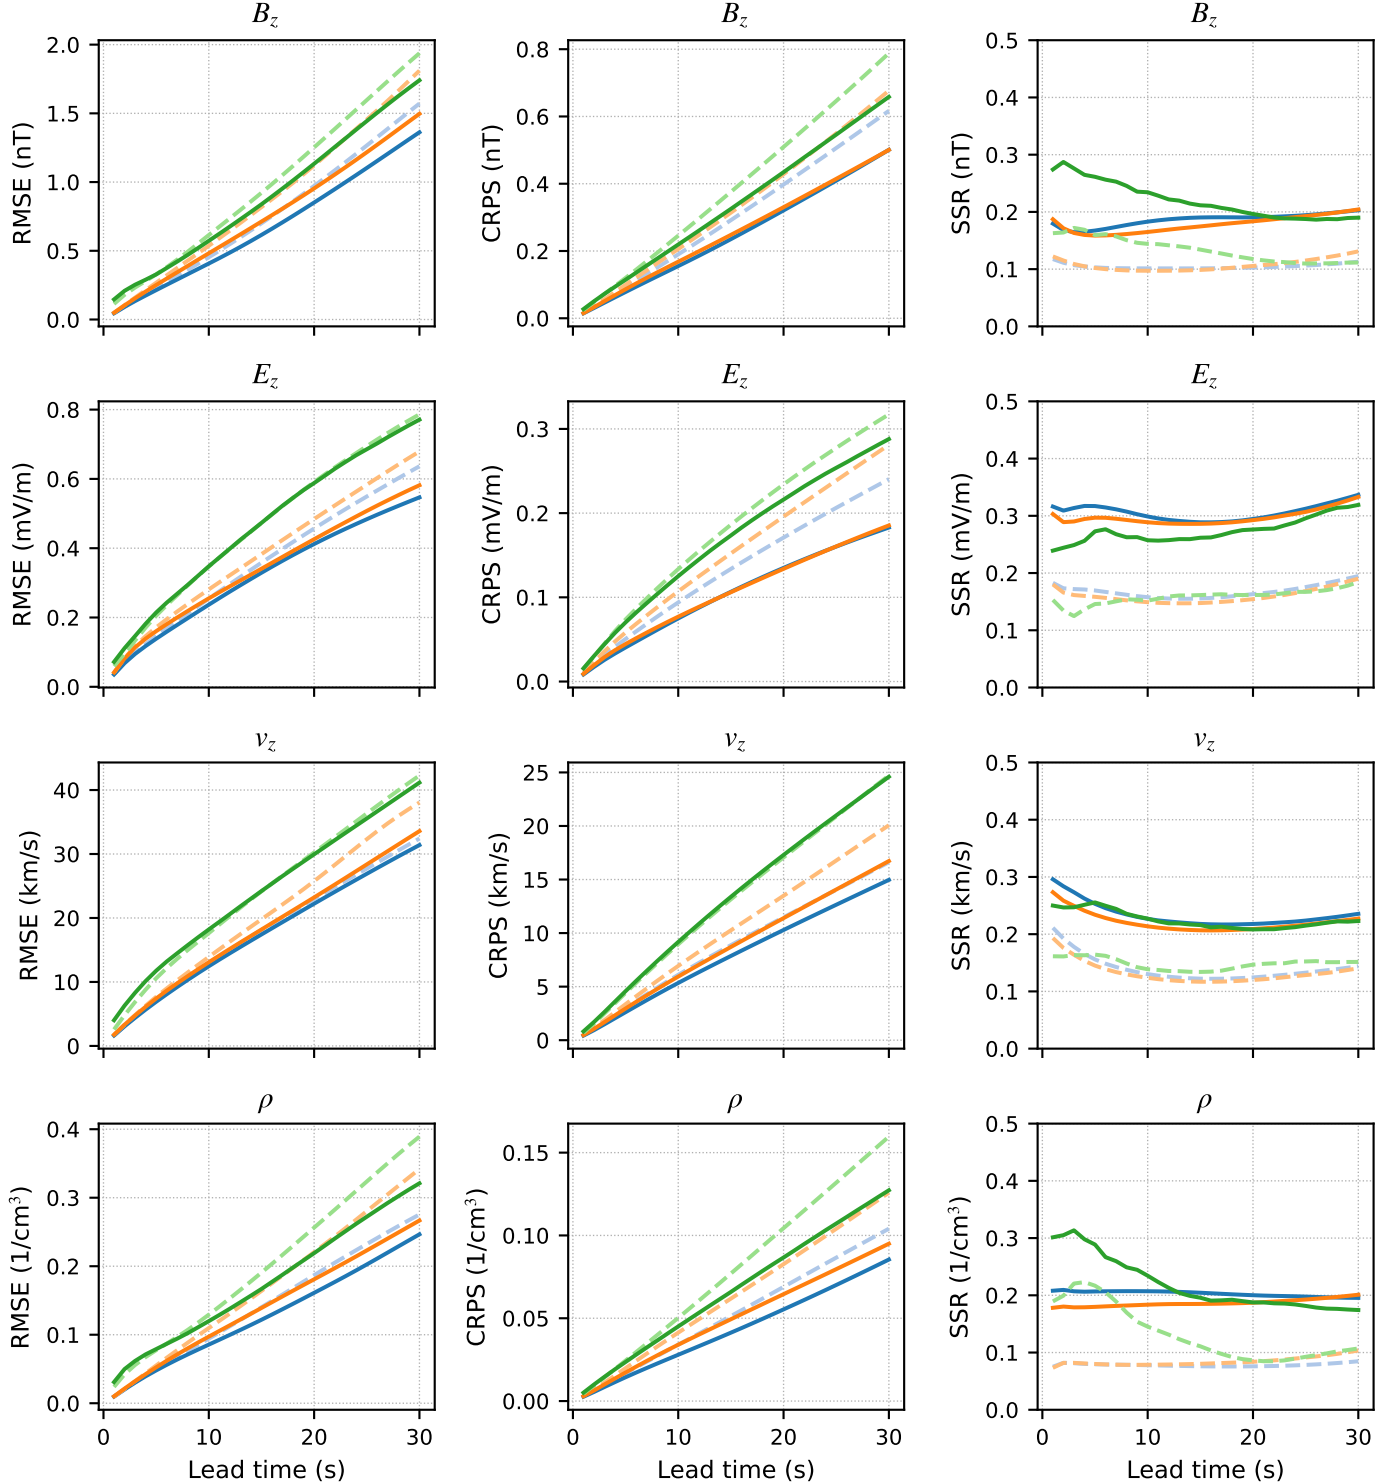 B_z
B_z
B_z
RMSE (nT)
2.0
1.5
1.0
0.5
0.0
CRPS (nT)
0.8
0.6
0.4
0.2
0.0
SSR (nT)
0.5
0.4
0.3
0.2
0.1
0.0
E_z
E_z
E_z
RMSE (mV/m)
0.8
0.6
0.4
0.2
0.0
CRPS (mV/m)
0.3
0.2
0.1
0.0
SSR (mV/m)
0.5
0.4
0.3
0.2
0.1
0.0
v_z
v_z
v_z
RMSE (km/s)
40
30
20
10
0
CRPS (km/s)
25
20
15
10
5
0
SSR (km/s)
0.5
0.4
0.3
0.2
0.1
0.0
ρ
ρ
ρ
RMSE (1/cm³)
0.4
0.3
0.2
0.1
0.0
CRPS (1/cm³)
0.15
0.10
0.05
0.00
SSR (1/cm³)
0.5
0.4
0.3
0.2
0.1
0.0
0 10 20 30
0 10 20 30
0 10 20 30
Lead time (s)
Lead time (s)
Lead time (s)